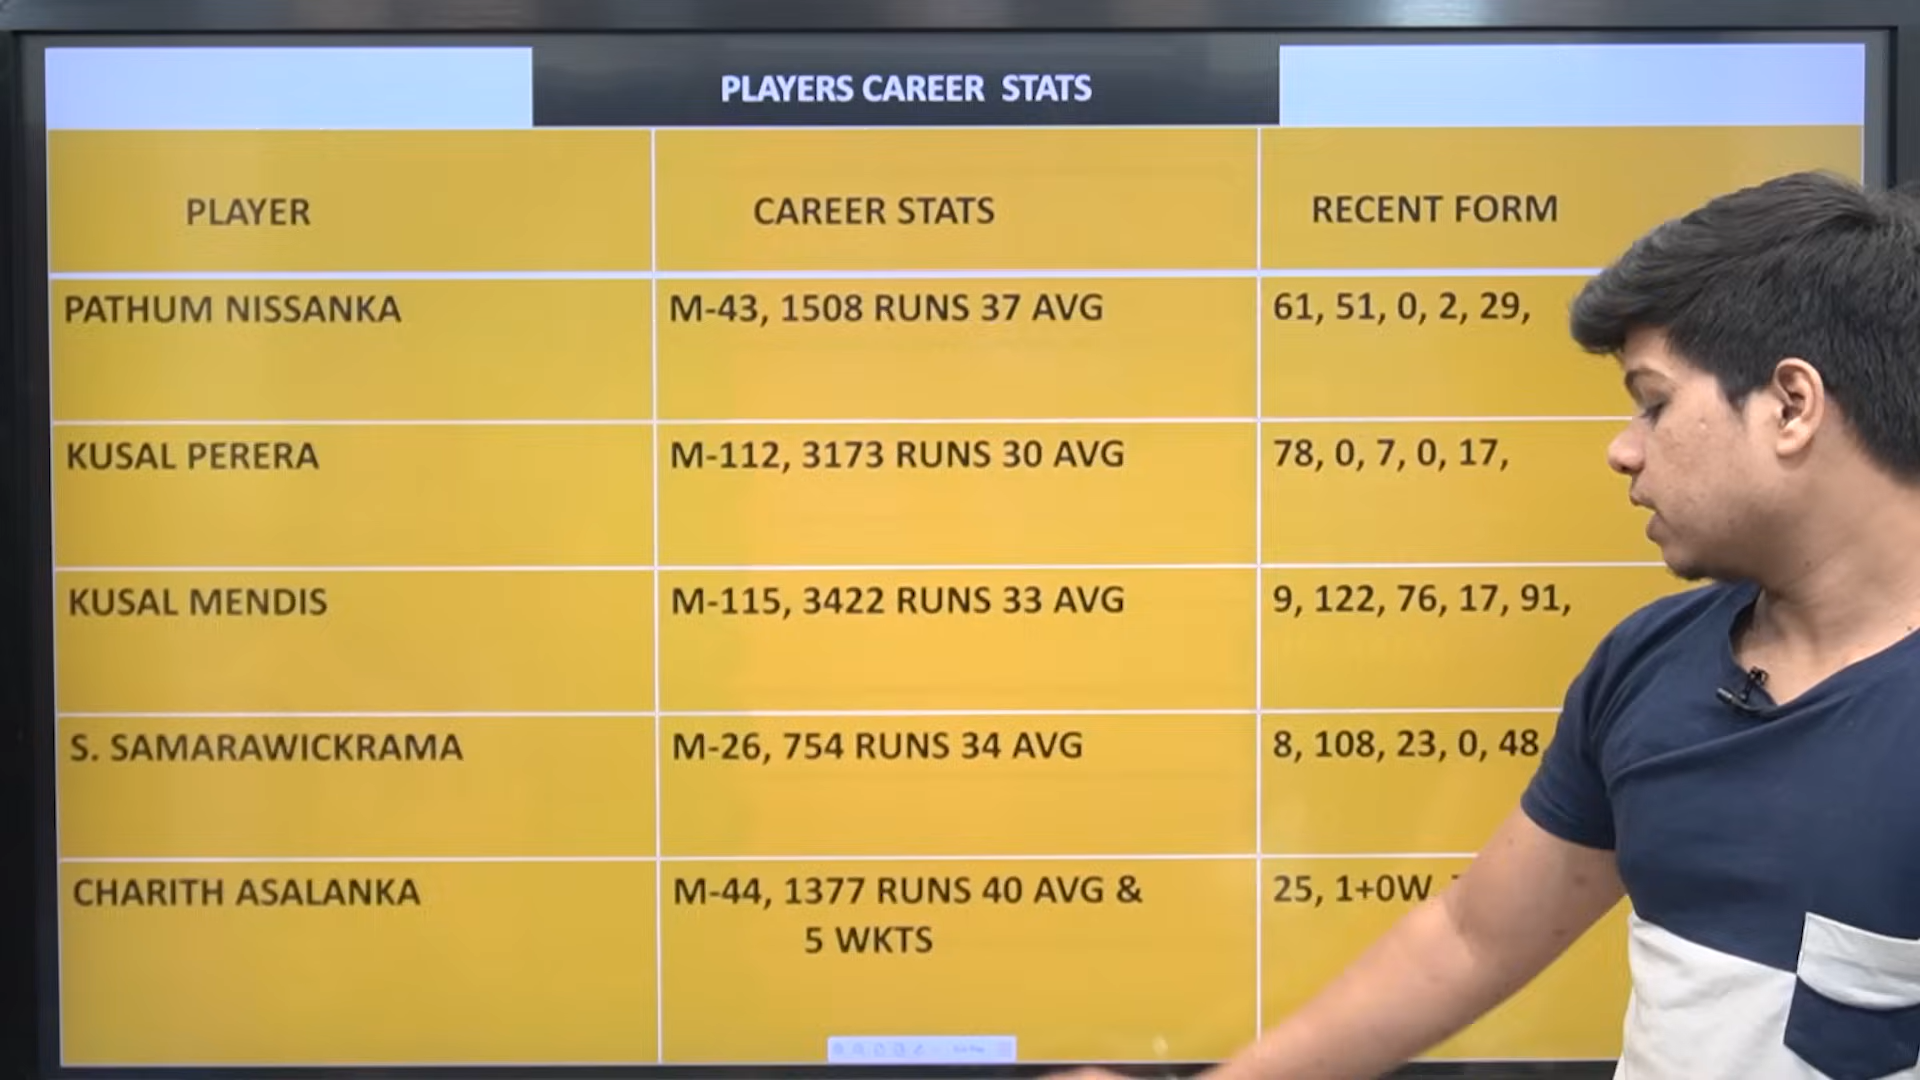 PLAYERS CAREER STATS
PLAYER CAREER STATS RECENT FORM
PATHUM NISSANKA M-43, 1508 RUNS 37 AVG 61, 51, 0, 2, 29,
KUSAL PERERA M-112, 3173 RUNS 30 AVG 78, 0, 7, 0, 17,
KUSAL MENDIS M-115, 3422 RUNS 33 AVG 9, 122, 76, 17, 91,
S. SAMARAWICKRAMA M-26, 754 RUNS 34 AVG 8, 108, 23, 0, 48
CHARITH ASALANKA M-44, 1377 RUNS 40 AVG & 25, 1+0W
5 WKTS